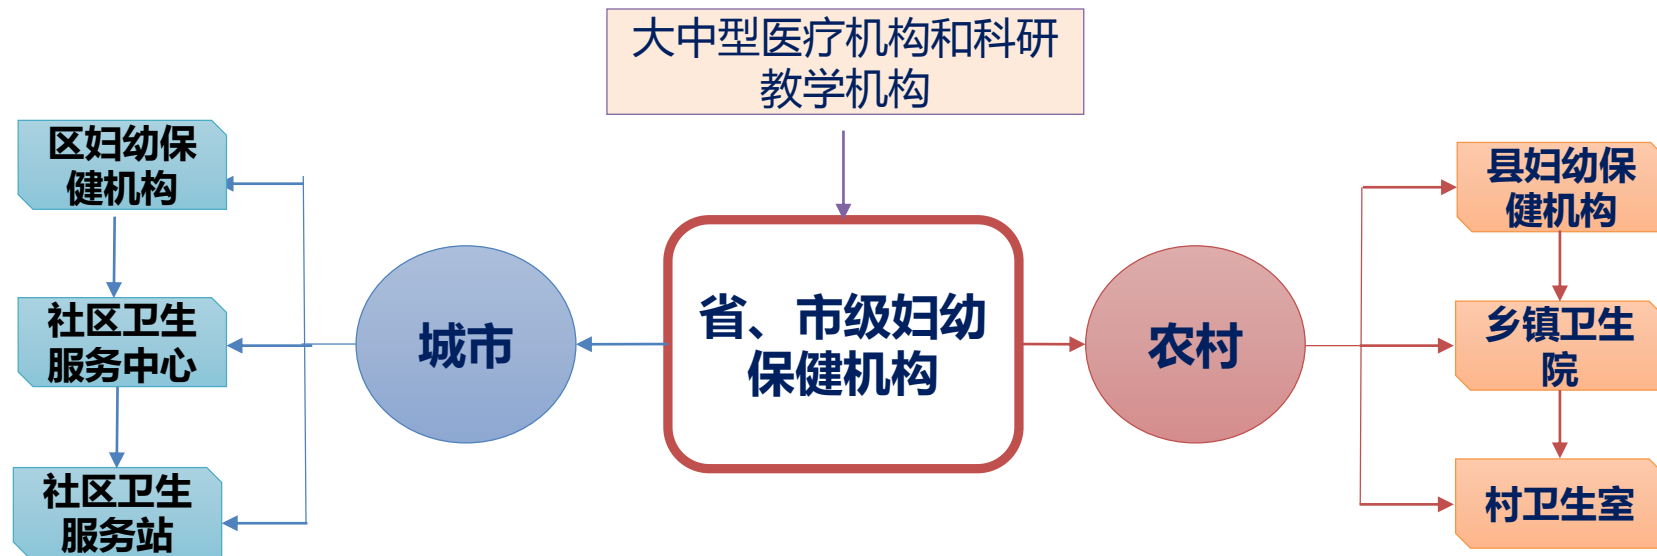 大中型医疗机构和科研
教学机构
区妇幼保
健机构
社区卫生
服务中心
社区卫生
服务站
城市
省、市级妇幼
保健机构
农村
县妇幼保
健机构
乡镇卫生
院
村卫生室